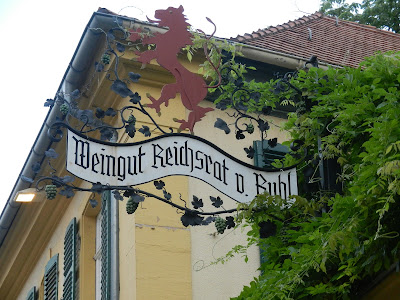 Weingut Reichsrat v. Buhl